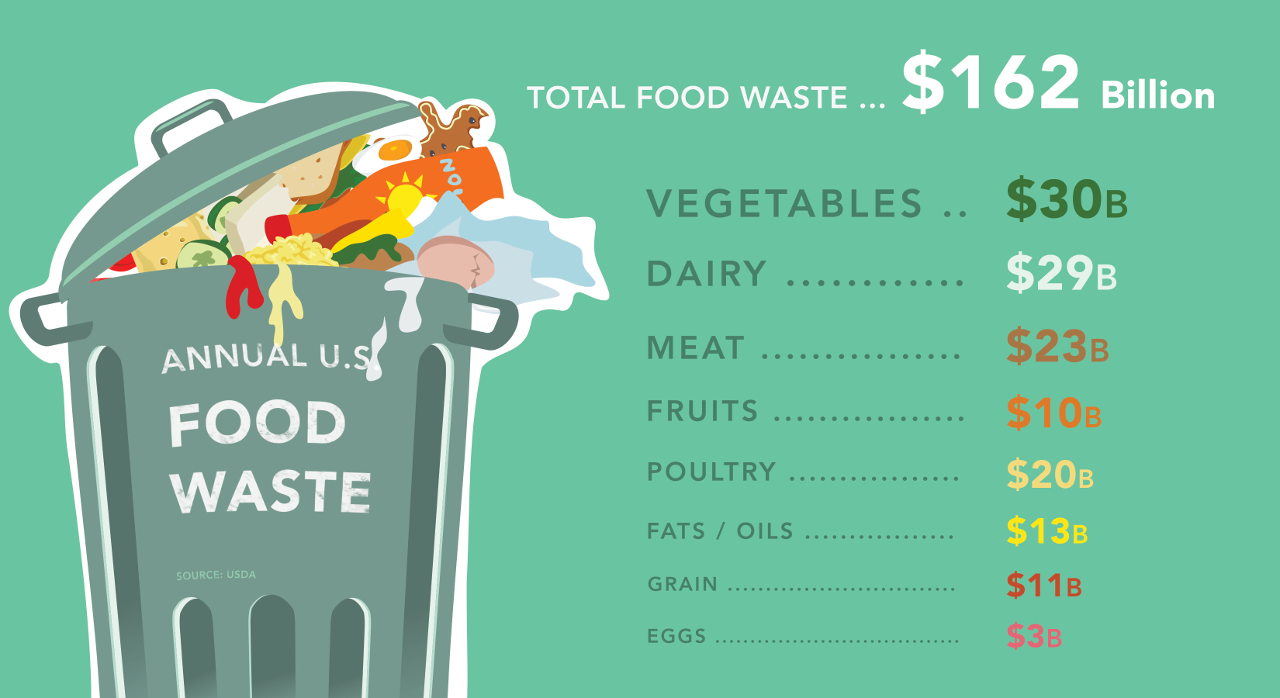 TOTAL FOOD WASTE ... $162 Billion
VEGETABLES .. $30B
DAIRY ............ $29B
MEAT ................ $23B
FRUITS ............... $10B
POULTRY ................ $20B
FATS / OILS ................ $13B
GRAIN .............................. $11B
EGGS ................................ $3B
ANNUAL U.S
FOOD
WASTE
SOURCE: USDA